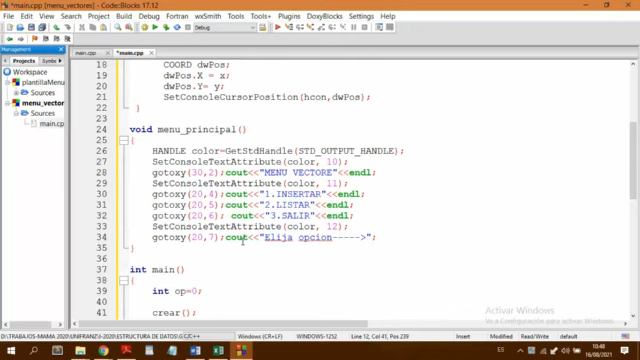 *main.cpp [menu_vectores] - Code::Blocks 17.12
File Edit View Search Project Build Debug Fortran wxSmith Tools Tools+ Plugins DoxyBlocks Settings Help
Debug
Management
main.cpp *main.cpp
Projects Symbo
Workspace
plantillaMenu
Sources
menu_vectores
Sources
main.c
18 COORD dwPos;
19 dwPos.X = x;
20 dwPos.Y= y;
21 SetConsoleCursorPosition(hcon,dwPos);
22 }
23
24 void menu_principal()
25 {
26 HANDLE color=GetStdHandle(STD_OUTPUT_HANDLE);
27 SetConsoleTextAttribute(color, 10);
28 gotoxy(30,2);cout<<"MENU VECTORE"<<endl;
29 SetConsoleTextAttribute(color, 11);
30 gotoxy(20,4);cout<<"1.INSERTAR"<<endl;
31 gotoxy(20,5);cout<<"2.LISTAR"<<endl;
32 gotoxy(20,6); cout<<"3.SALIR"<<endl;
33 SetConsoleTextAttribute(color, 12);
34 gotoxy(20,7);cout<<"Elija opcion----->";
35 }
36
37 int main()
38 {
39 int op=0;
40
41 crear();
Activar Windows
Ve a Configuración para activar Windows.
D:\TRABAJOS-MAMA 2020\UNIFRANZ\ESTRUCTURA DE DATOS\G C/C++ Windows (CR+LF) WINDOWS-1252 Line 34, Col 41, Pos 239 Insert Modified Read/Write default
ES
10:48
16/08/2021